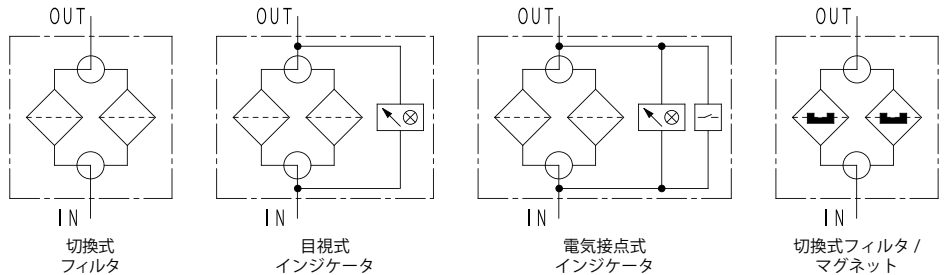 OUT
IN
切換式
フィルタ
OUT
IN
目視式
インジケータ
OUT
IN
電気接点式
インジケータ
OUT
IN
切換式フィルタ /
マグネット